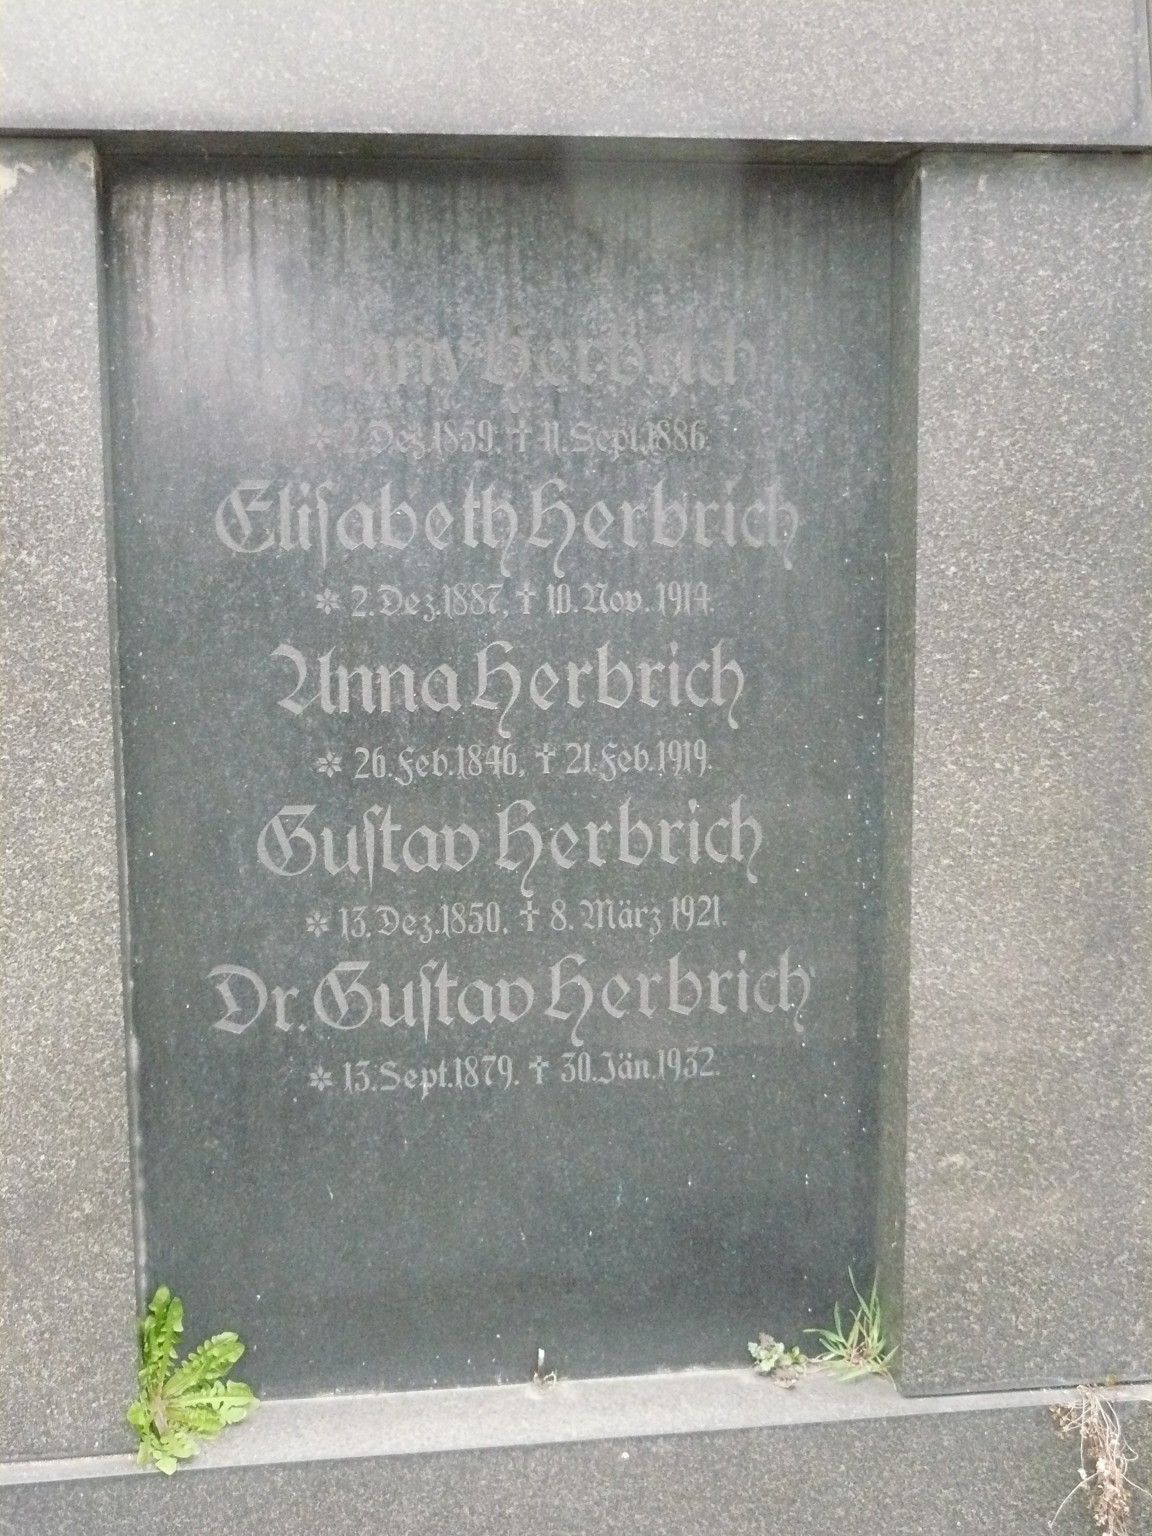 Herbrich
* 2. Dez. 1859. † 11. Sept. 1886.
Eliſabeth Herbrich
* 2. Dez. 1887, † 10. Nov. 1914.
Anna Herbrich
* 26. Feb. 1846, † 21. Feb. 1919.
Guſtav Herbrich
* 13. Dez. 1850. † 8. März 1921.
Dr. Guſtav Herbrich
* 13. Sept. 1879. † 30. Jän. 1932.